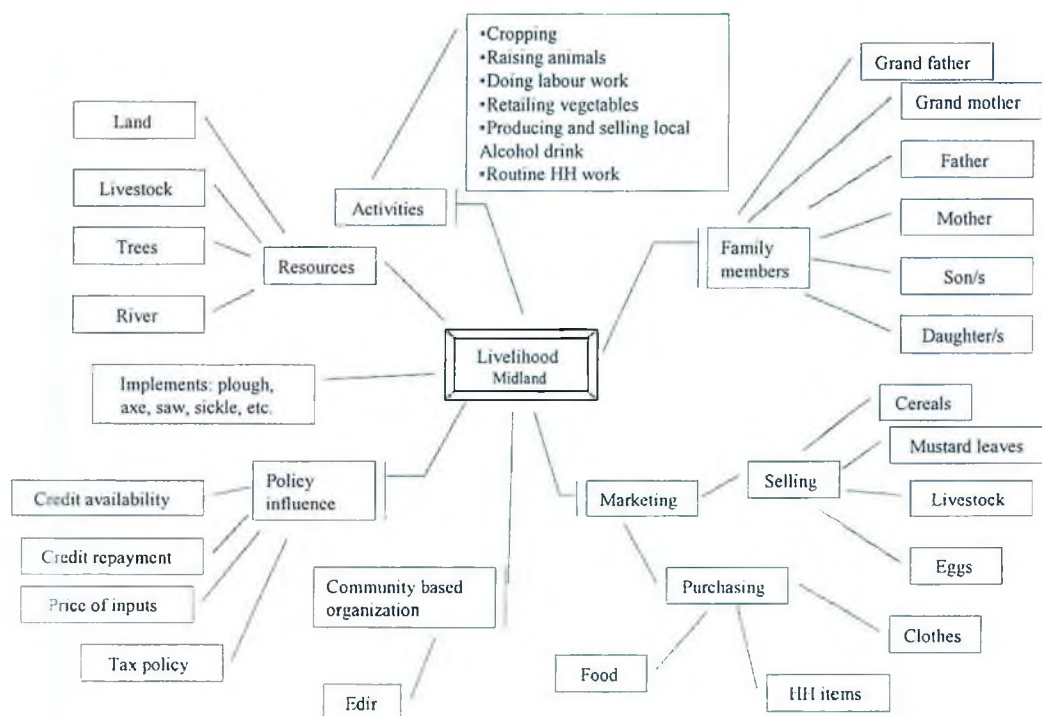 •Cropping
•Raising animals
•Doing labour work
•Retailing vegetables
•Producing and selling local
Alcohol drink
•Routine HH work
Grand father
Grand mother
Father
Mother
Son/s
Daughter/s
Family
members
Activities
Land
Livestock
Trees
River
Resources
Livelihood
Midland
Implements: plough,
axe, saw, sickle, etc.
Policy
influence
Credit availability
Credit repayment
Price of inputs
Tax policy
Community based
organization
Edir
Marketing
Selling
Cereals
Mustard leaves
Livestock
Eggs
Purchasing
Food
HH items
Clothes